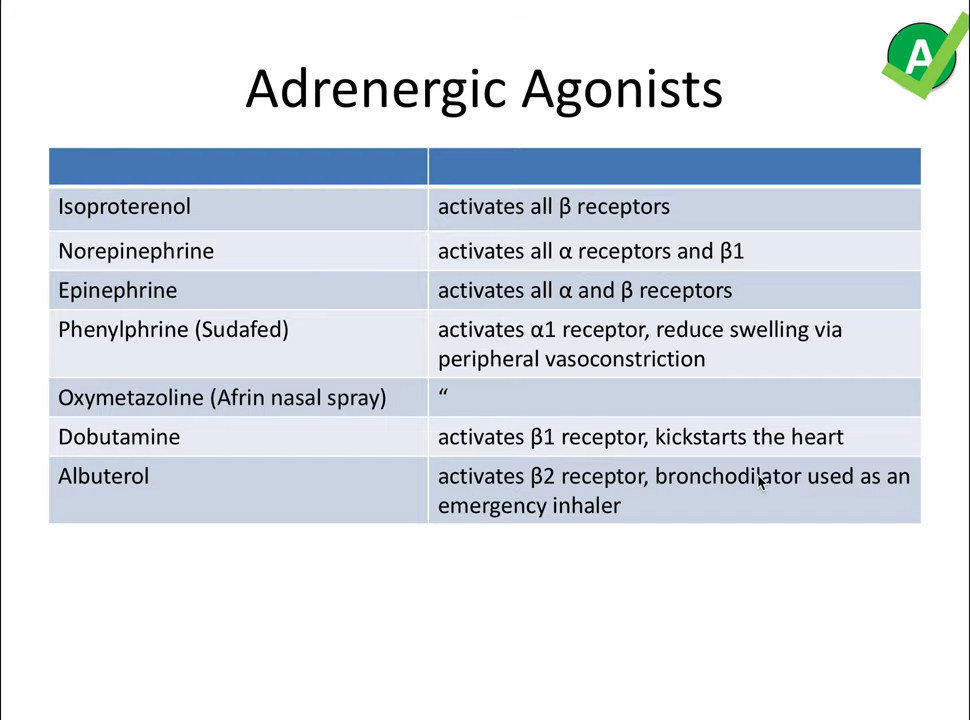 A
Adrenergic Agonists
Isoproterenol
activates all β receptors
Norepinephrine
activates all α receptors and β1
Epinephrine
activates all α and β receptors
Phenylphrine (Sudafed)
activates α1 receptor, reduce swelling via
peripheral vasoconstriction
Oxymetazoline (Afrin nasal spray)
“
Dobutamine
activates β1 receptor, kickstarts the heart
Albuterol
activates β2 receptor, bronchodilator used as an
emergency inhaler